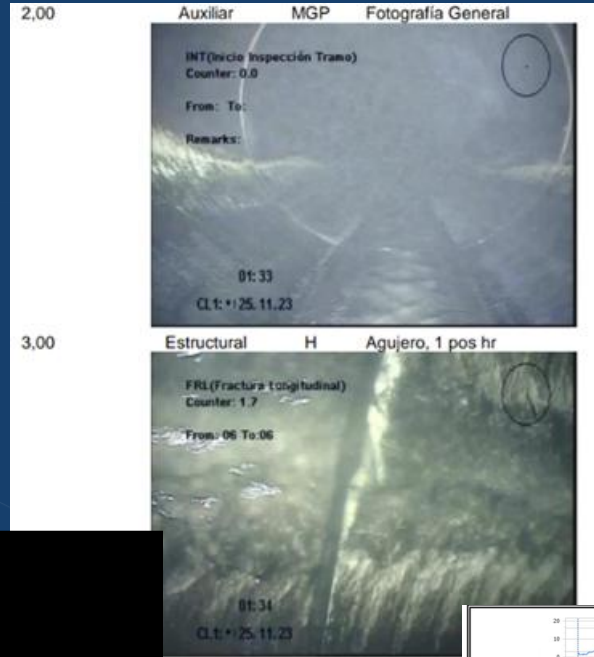 2,00 Auxiliar MGP Fotografía General
INT(Inicio Inspección Tramo)
Counter: 0.0
From: To:
Remarks:
01:33
CL1: 25.11.23
3,00 Estructural H Agujero, 1 pos hr
FRL(Fractura Longitudinal)
Counter: 1.7
From: 06 To:06
01:34
CL1: 25.11.23
20
10